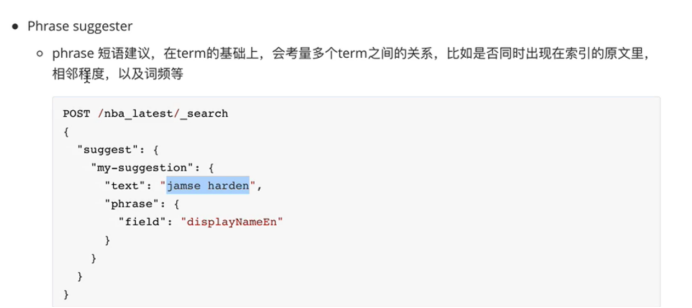 Phrase suggester
phrase 短语建议，在term的基础上，会考量多个term之间的关系，比如是否同时出现在索引的原文里，
相邻程度，以及词频等
POST /nba_latest/_search
{
"suggest": {
"my-suggestion": {
"text": "jamse harden",
"phrase": {
"field": "displayNameEn"
}
}
}
}